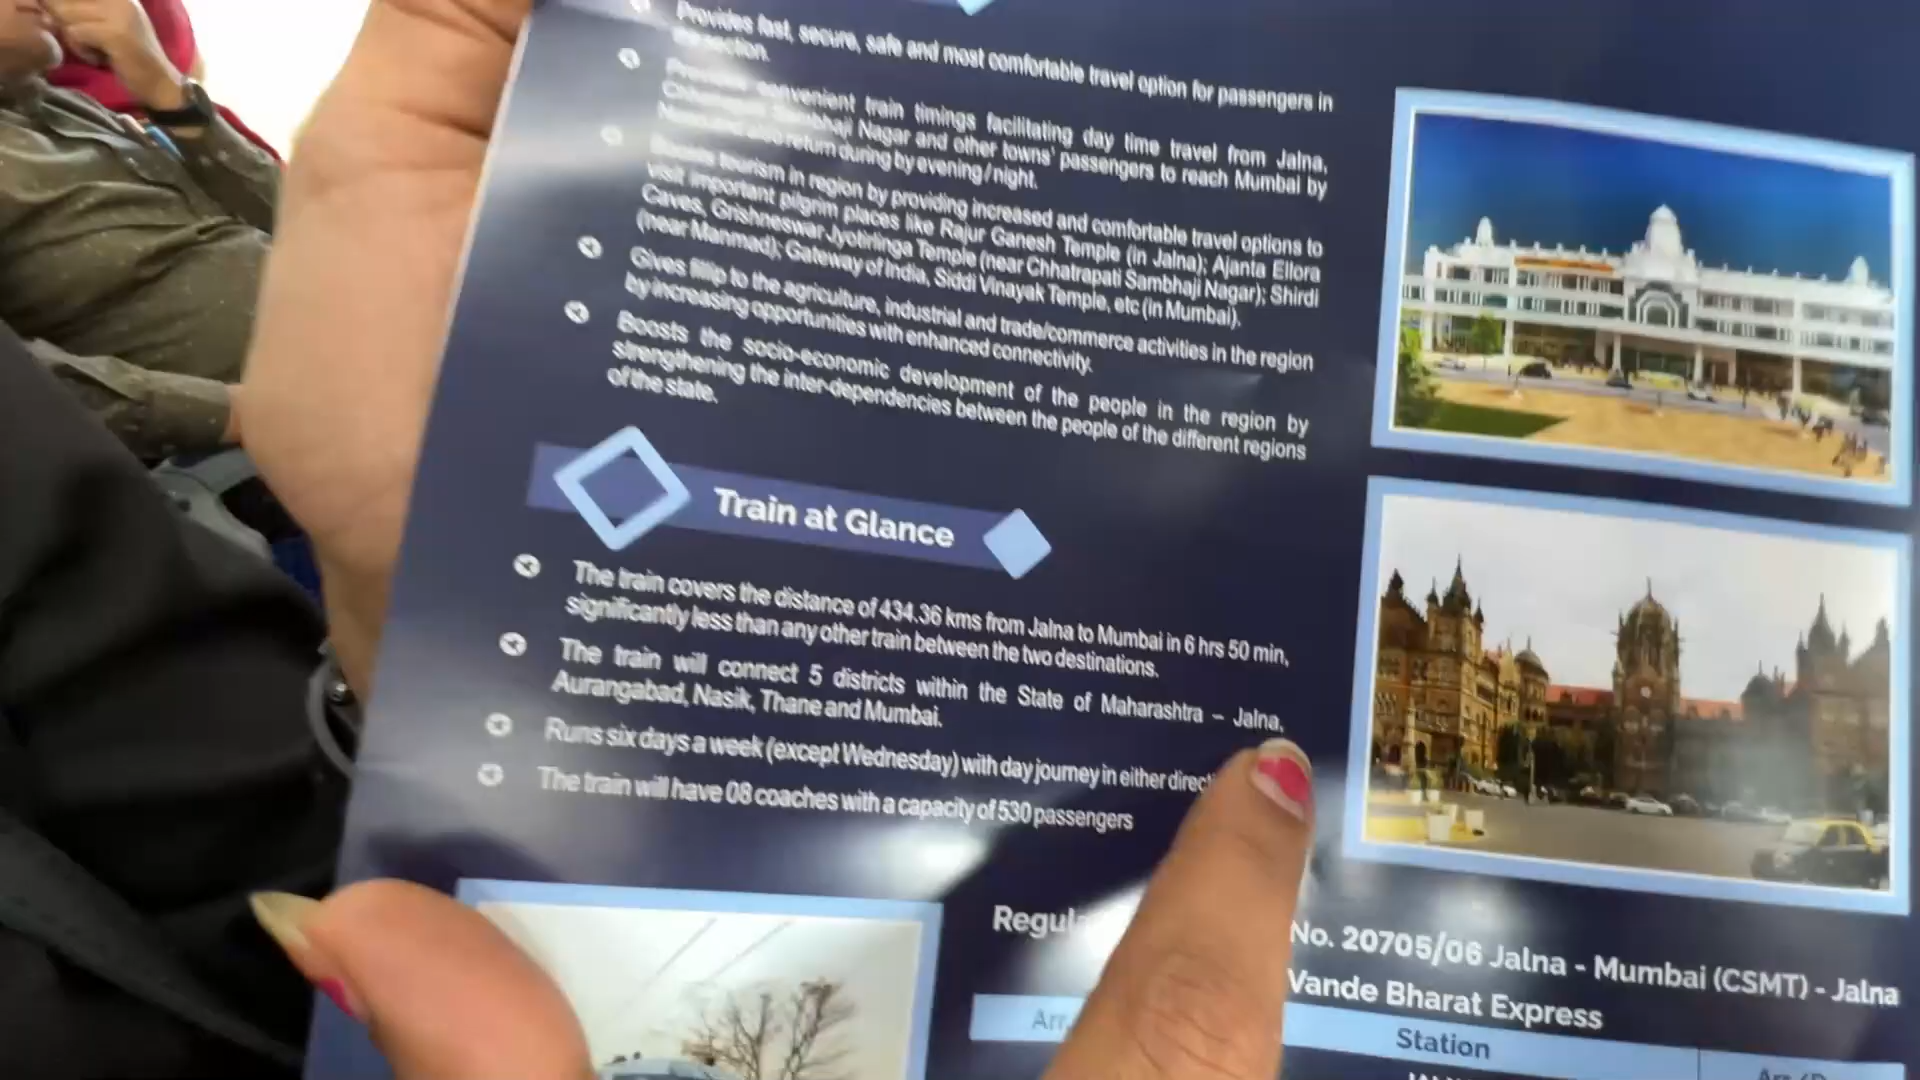 Provides fast, secure, safe and most comfortable travel option for passengers in
section.
convenient train timings facilitating day time travel from Jalna,
Sambhaji Nagar and other towns' passengers to reach Mumbai by
return during by evening/night.
tourism in region by providing increased and comfortable travel options to
visit important pilgrim places like Rajur Ganesh Temple (in Jalna); Ajanta Ellora
Caves, Grishneswar Jyotirlinga Temple (near Chhatrapati Sambhaji Nagar); Shirdi
(near Manmad); Gateway of India, Siddi Vinayak Temple, etc (in Mumbai).
Gives fillip to the agriculture, industrial and trade/commerce activities in the region
by increasing opportunities with enhanced connectivity.
Boosts the socio-economic development of the people in the region by
strengthening the inter-dependencies between the people of the different regions
of the state.
Train at Glance
The train covers the distance of 434.36 kms from Jalna to Mumbai in 6 hrs 50 min,
significantly less than any other train between the two destinations.
The train will connect 5 districts within the State of Maharashtra – Jalna,
Aurangabad, Nasik, Thane and Mumbai.
Runs six days a week (except Wednesday) with day journey in either direct
The train will have 08 coaches with a capacity of 530 passengers
Regul No. 20705/06 Jalna - Mumbai (CSMT) - Jalna
Vande Bharat Express
Arr Station